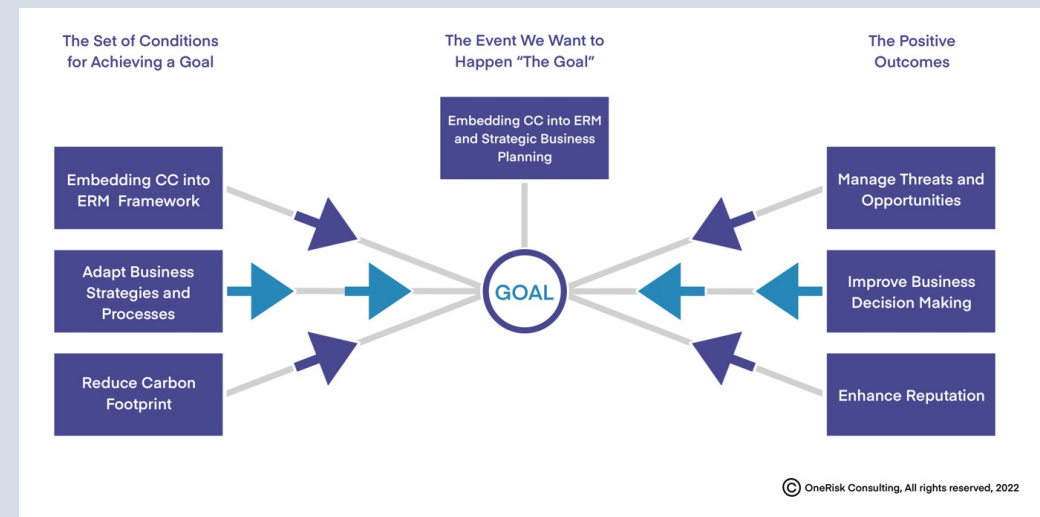 The Set of Conditions
for Achieving a Goal
The Event We Want to
Happen “The Goal”
The Positive
Outcomes
Embedding CC into ERM
and Strategic Business
Planning
Embedding CC into
ERM Framework
Adapt Business
Strategies and
Processes
Reduce Carbon
Footprint
GOAL
Manage Threats and
Opportunities
Improve Business
Decision Making
Enhance Reputation
© OneRisk Consulting, All rights reserved, 2022